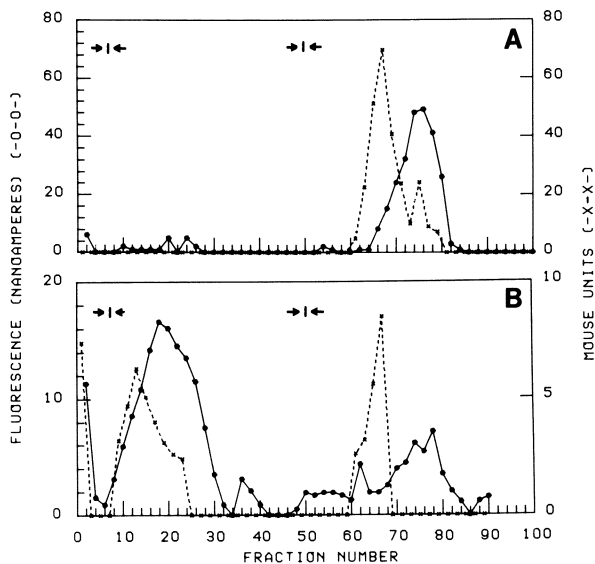 A
B
FLUORESCENCE (NANOAMPERES) (-O-O-)
MOUSE UNITS (-X+X-)
80
60
40
20
0
80
60
40
20
0
20
10
0
10
5
0
0 10 20 30 40 50 60 70 80 90 100
FRACTION NUMBER